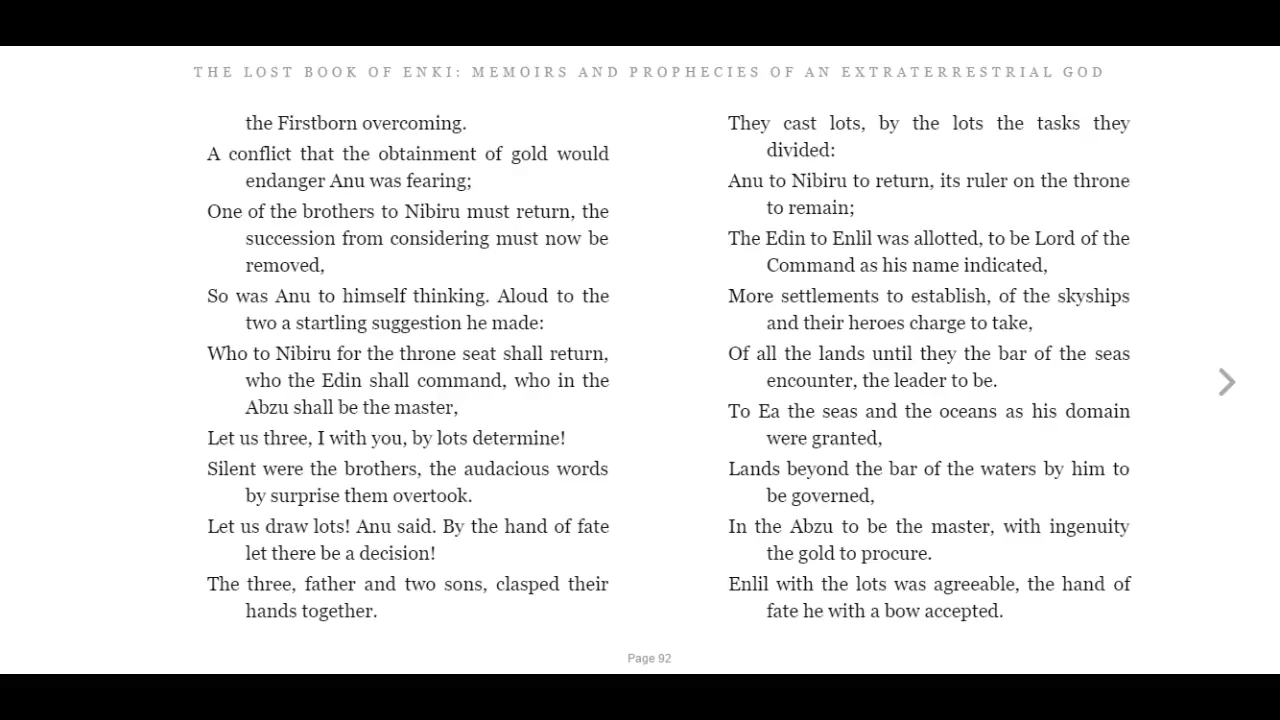 THE LOST BOOK OF ENKI: MEMOIRS AND PROPHECIES OF AN EXTRATERRESTRIAL GOD
the Firstborn overcoming.
A conflict that the obtainment of gold would
endanger Anu was fearing;
One of the brothers to Nibiru must return, the
succession from considering must now be
removed,
So was Anu to himself thinking. Aloud to the
two a startling suggestion he made:
Who to Nibiru for the throne seat shall return,
who the Edin shall command, who in the
Abzu shall be the master,
Let us three, I with you, by lots determine!
Silent were the brothers, the audacious words
by surprise them overtook.
Let us draw lots! Anu said. By the hand of fate
let there be a decision!
The three, father and two sons, clasped their
hands together.
They cast lots, by the lots the tasks they
divided:
Anu to Nibiru to return, its ruler on the throne
to remain;
The Edin to Enlil was allotted, to be Lord of the
Command as his name indicated,
More settlements to establish, of the skyships
and their heroes charge to take,
Of all the lands until they the bar of the seas
encounter, the leader to be.
To Ea the seas and the oceans as his domain
were granted,
Lands beyond the bar of the waters by him to
be governed,
In the Abzu to be the master, with ingenuity
the gold to procure.
Enlil with the lots was agreeable, the hand of
fate he with a bow accepted.
Page 92